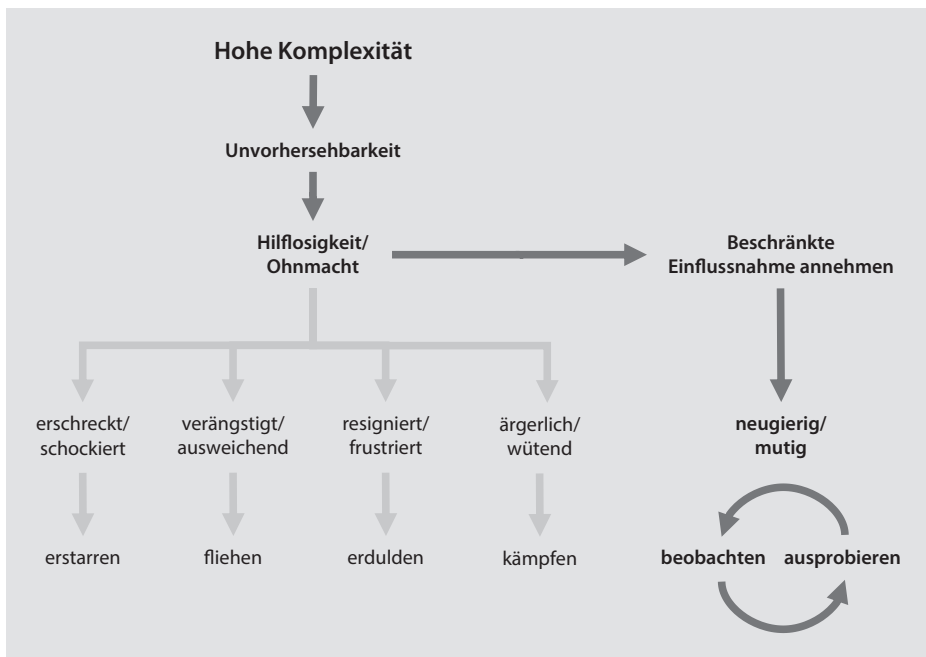 Hohe Komplexität
Unvorhersehbarkeit
Hilflosigkeit/
Ohnmacht
Beschränkte
Einflussnahme annehmen
erschreckt/
schockiert
verängstigt/
ausweichend
resigniert/
frustriert
ärgerlich/
wütend
neugierig/
mutig
erstarren
fliehen
erdulden
kämpfen
beobachten
ausprobieren